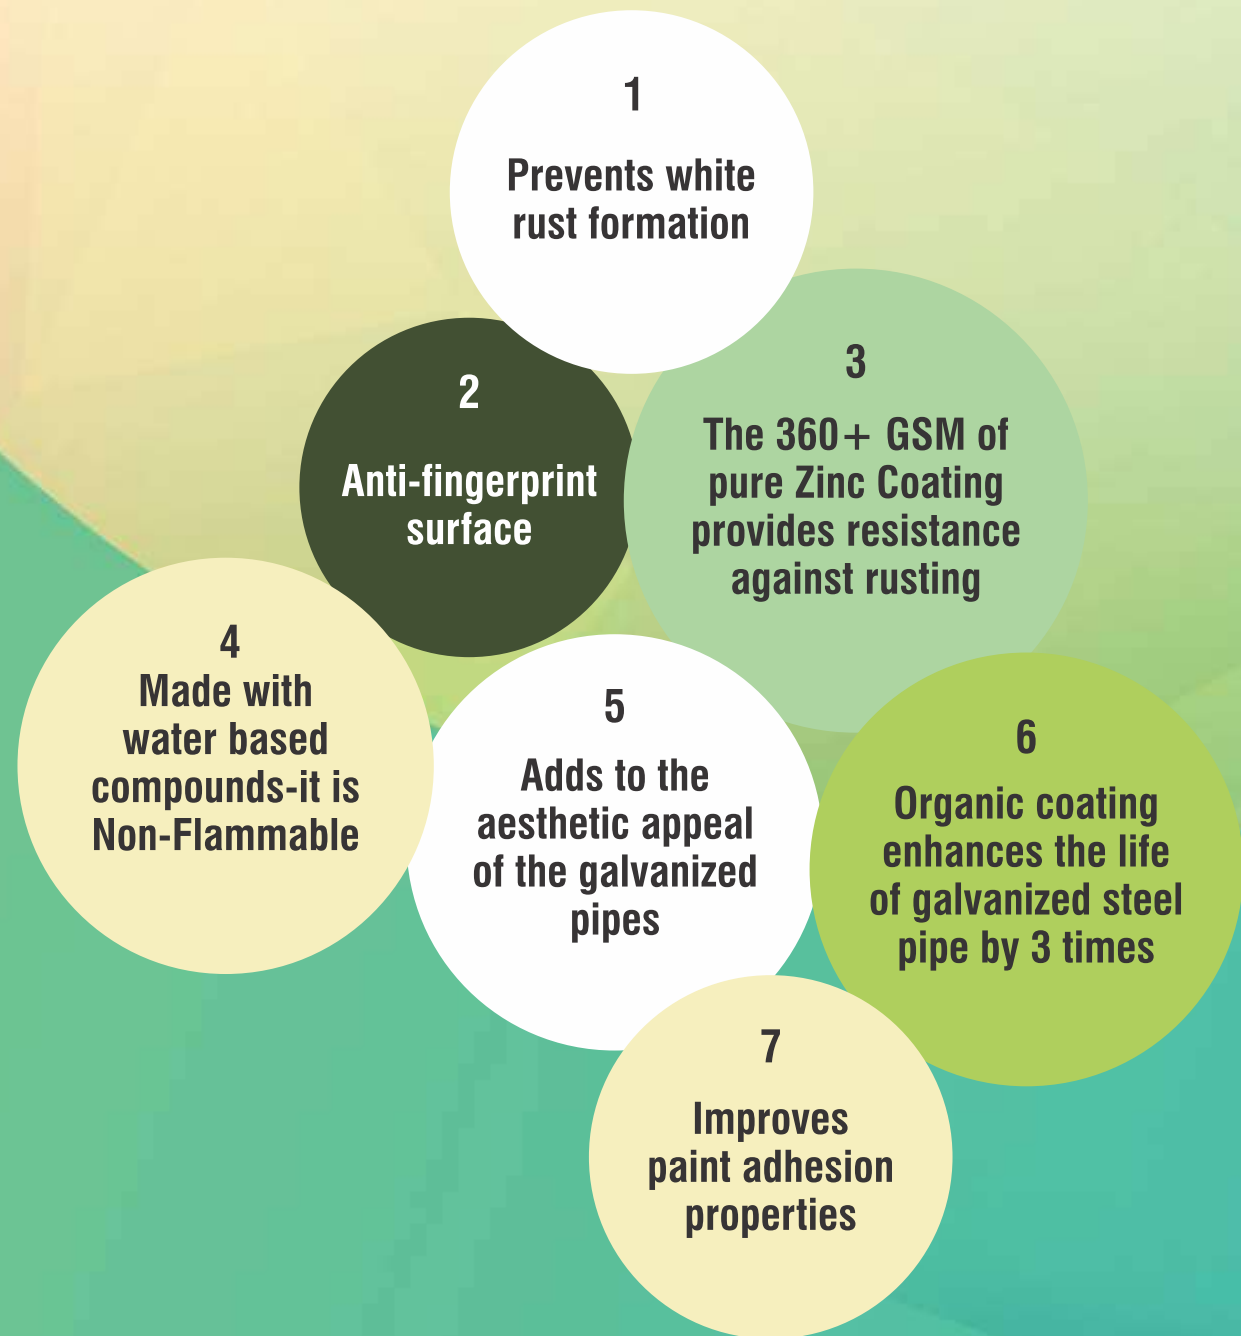 1
Prevents white
rust formation
2
Anti-fingerprint
surface
3
The 360+ GSM of
pure Zinc Coating
provides resistance
against rusting
4
Made with
water based
compounds-it is
Non-Flammable
5
Adds to the
aesthetic appeal
of the galvanized
pipes
6
Organic coating
enhances the life
of galvanized steel
pipe by 3 times
7
Improves
paint adhesion
properties